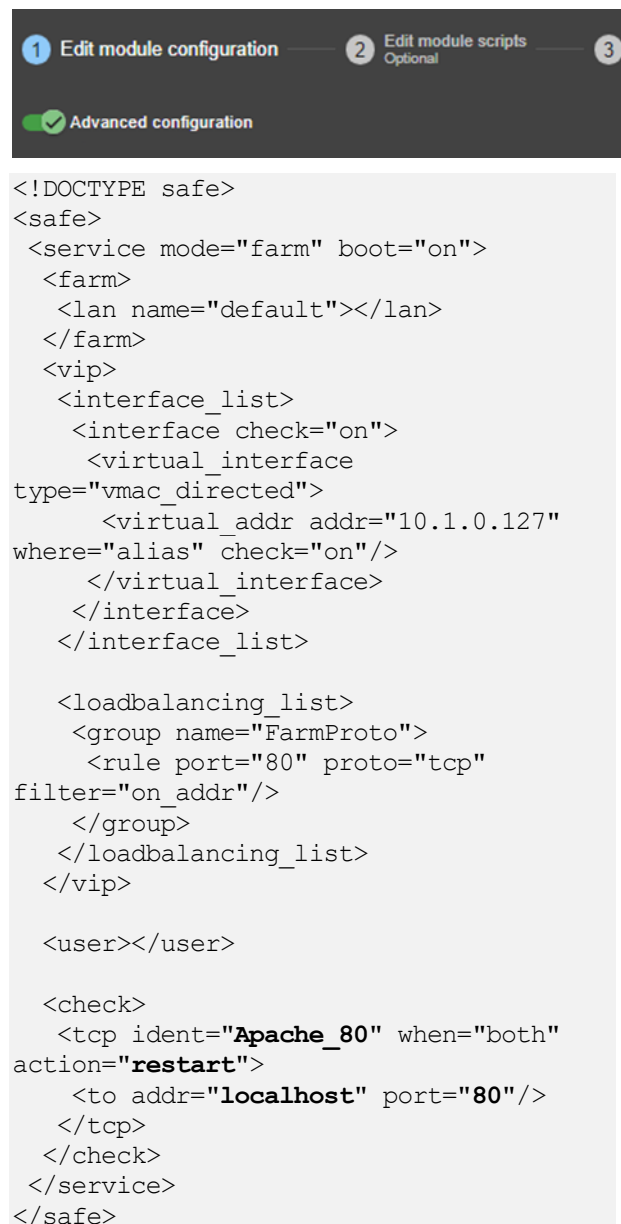 1 Edit module configuration 2 Edit module scripts 3
Optional
Advanced configuration
<!DOCTYPE safe>
<safe>
 <service mode="farm" boot="on">
  <farm>
   <lan name="default"></lan>
  </farm>
  <vip>
   <interface_list>
    <interface check="on">
     <virtual_interface
type="vmac_directed">
      <virtual_addr addr="10.1.0.127"
where="alias" check="on"/>
     </virtual_interface>
    </interface>
   </interface_list>

   <loadbalancing_list>
    <group name="FarmProto">
     <rule port="80" proto="tcp"
filter="on_addr"/>
    </group>
   </loadbalancing_list>
  </vip>

  <user></user>

  <check>
   <tcp ident="Apache_80" when="both"
action="restart">
    <to addr="localhost" port="80"/>
   </tcp>
  </check>
 </service>
</safe>